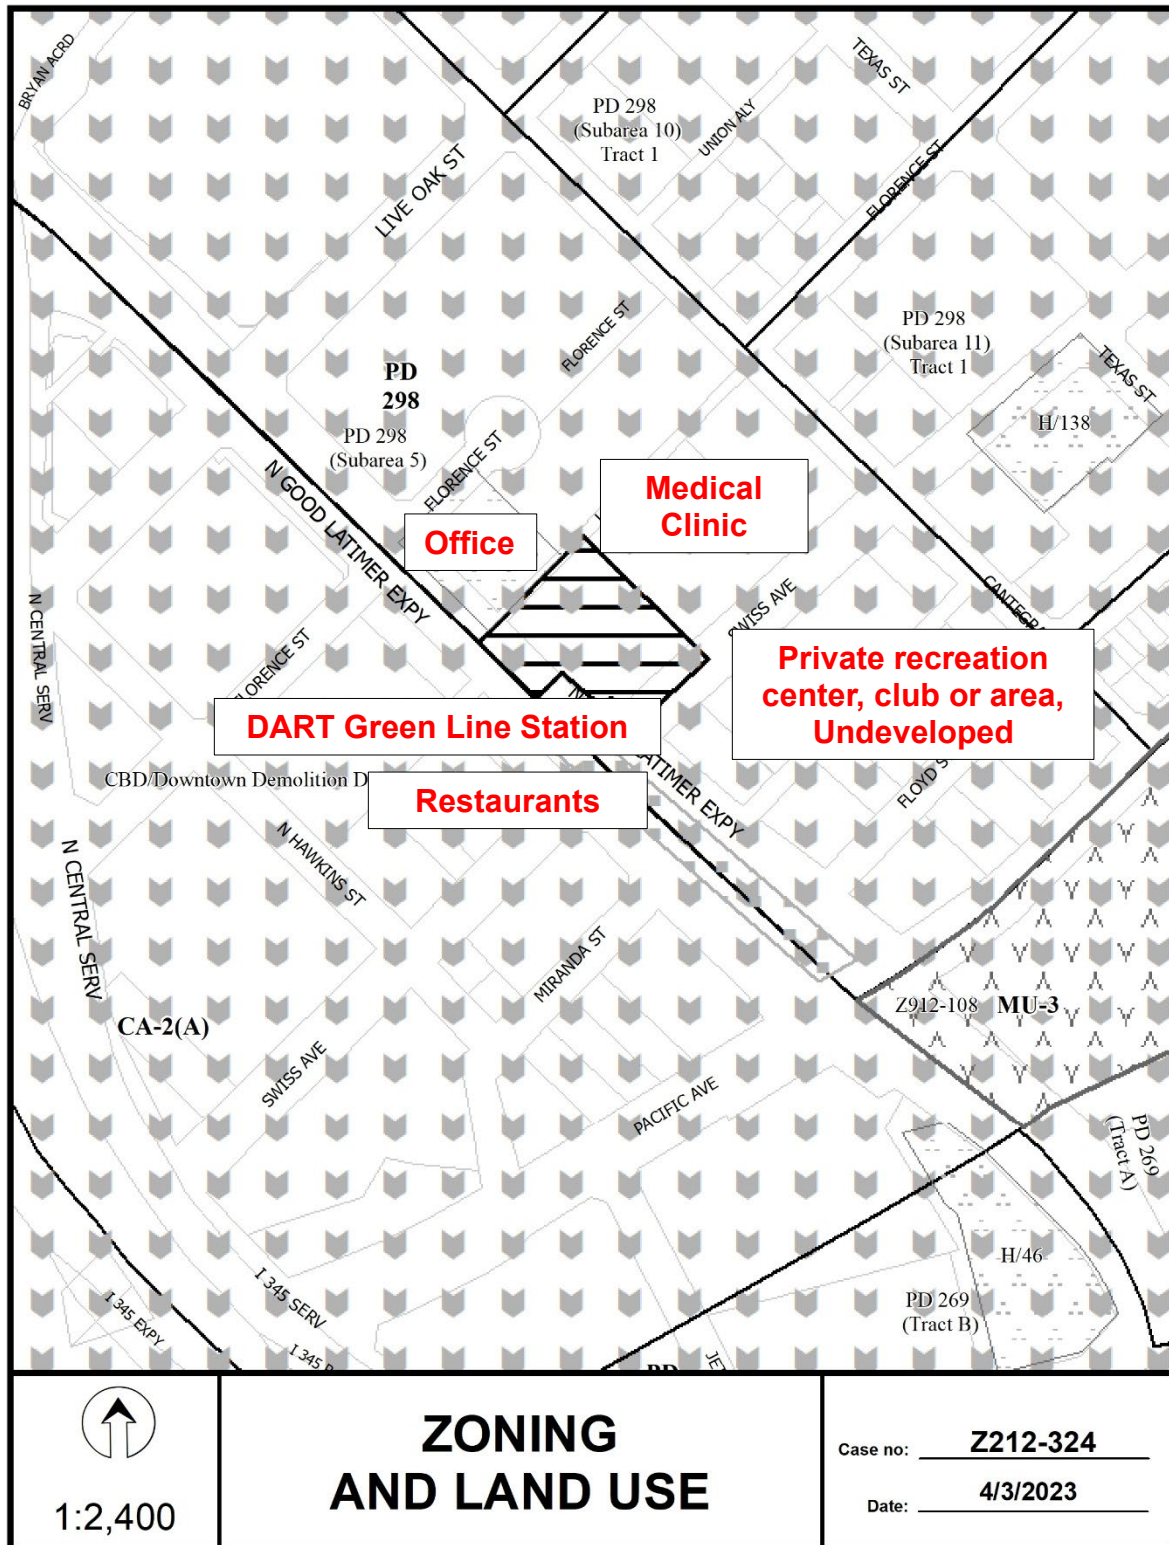 BRYAN
ACRD
TEXAS ST
PD 298
(Subarea 10)
Tract 1
UNION ALY
LIVE OAK ST
FLORENCE ST
FLORENCE ST
PD 298
(Subarea 11)
Tract 1
TEXAS ST
PD
298
H/138
PD 298
(Subarea 5)
FLORENCE ST
N GOOD LATIMER EXPY
Medical
Clinic
Office
SWISS AVE
N CENTRAL SERV
FLORENCE ST
Private recreation
center, club or area,
Undeveloped
DART Green Line Station
LATIMER EXPY
FLOYD
CBD/Downtown Demolition
Restaurants
N HAWKINS ST
N CENTRAL SERV
MIRANDA ST
Z912-108
MU-3
CA-2(A)
SWISS AVE
PACIFIC AVE
PD 269
(Tract A)
H/46
I 345 SERV
I 345 EXPY
PD 269
(Tract B)
I 345
ZONING
AND LAND USE
1:2,400
Case no: Z212-324
Date: 4/3/2023